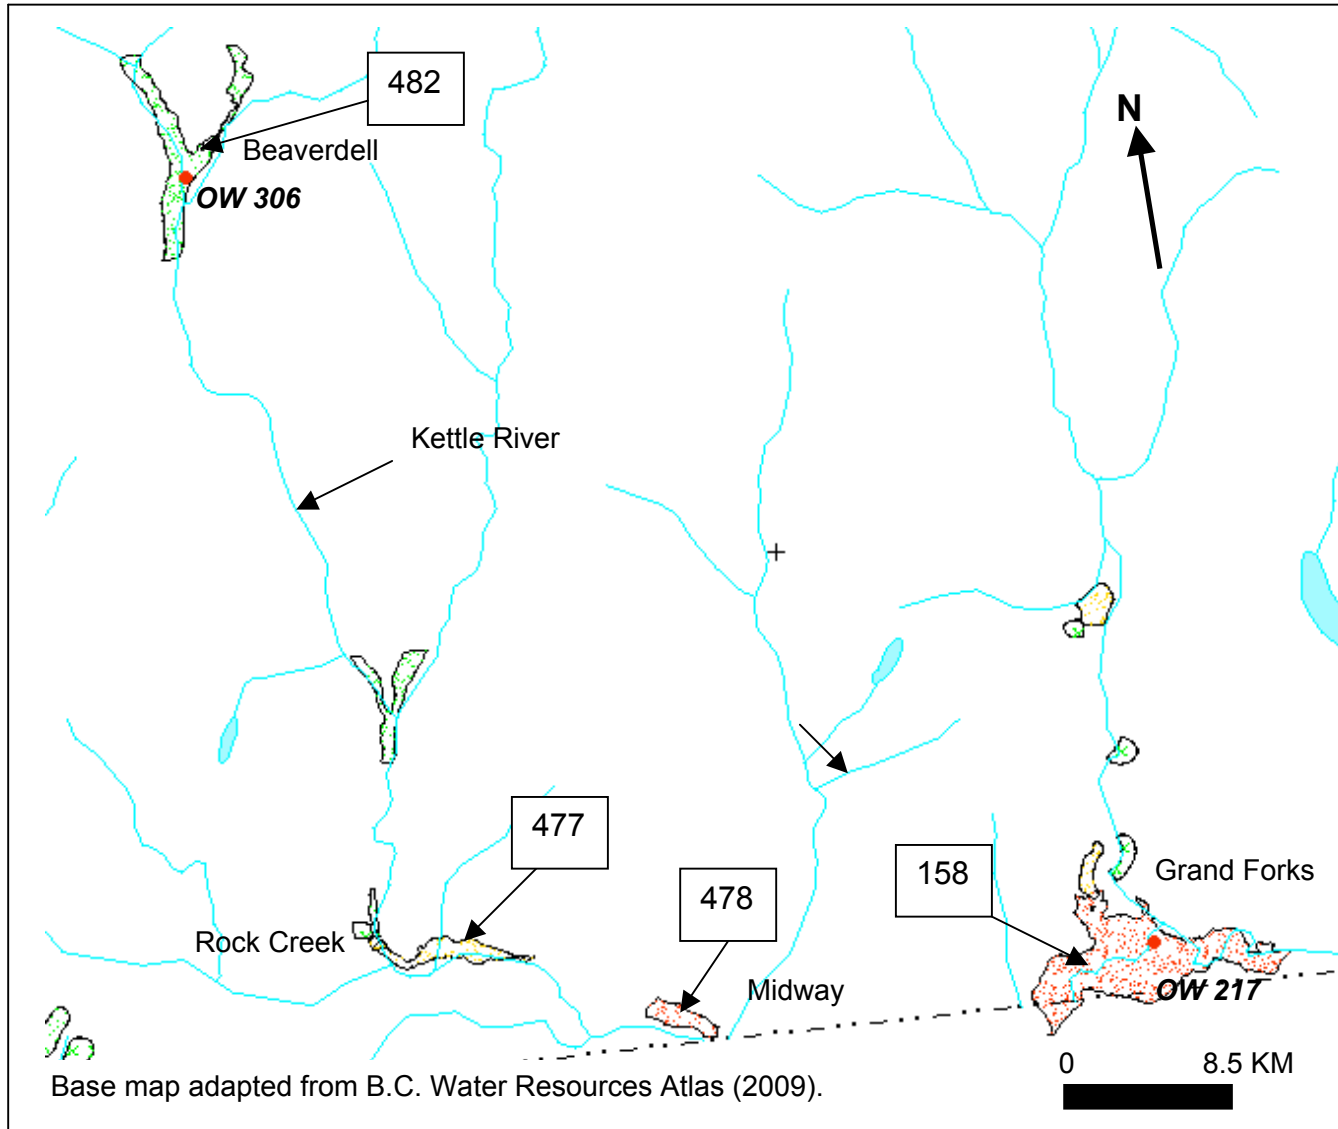 482
N
Beaverdell
OW 306
Kettle River
477
478
158
Grand Forks
Rock Creek
Midway
OW 217
0 8.5 KM
Base map adapted from B.C. Water Resources Atlas (2009).